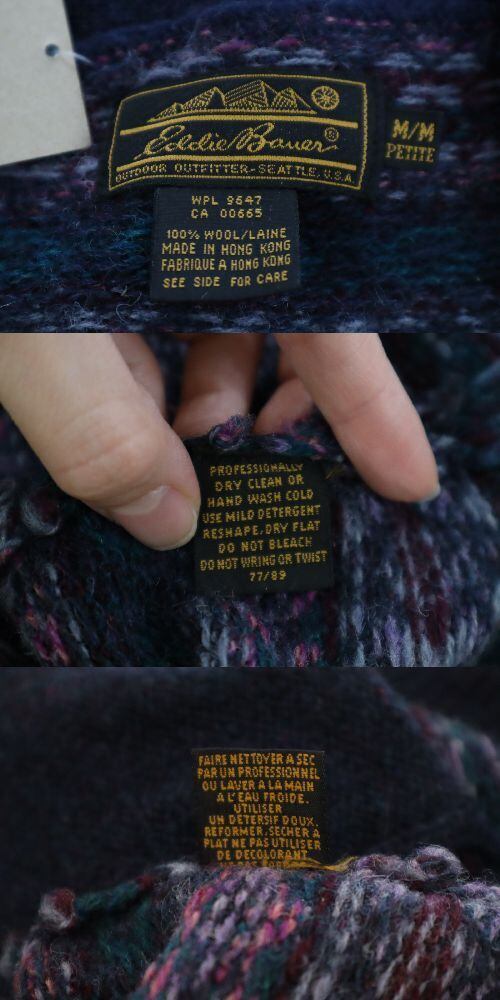 Eddie Bauer®
OUTDOOR OUTFITTER-SEATTLE, U.S.A.
M/M
PETITE
WPL 9647
CA 00665
100% WOOL/LAINE
MADE IN HONG KONG
FABRIQUE A HONG KONG
SEE SIDE FOR CARE
PROFESSIONALLY
DRY CLEAN OR
HAND WASH COLD
USE MILD DETERGENT
RESHAPE, DRY FLAT
DO NOT BLEACH
DO NOT WRING OR TWIST
77/89
FAIRE NETTOYER A SEC
PAR UN PROFESSIONNEL
OU LAVER A LA MAIN
A L'EAU FROIDE.
UTILISER
UN DETERSIF DOUX.
REFORMER, SECHER A
PLAT NE PAS UTILISER
DE DECOLORANT